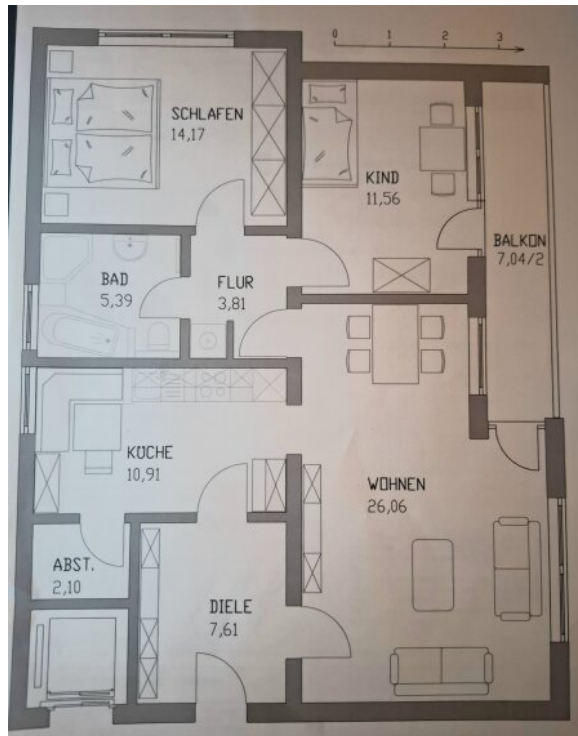 0 1 2 3
SCHLAFEN
14,17
KIND
11,56
BALKON
7,04/2
BAD
5,39
FLUR
3,81
KÜCHE
10,91
WOHNEN
26,06
ABST.
2,10
DIELE
7,61